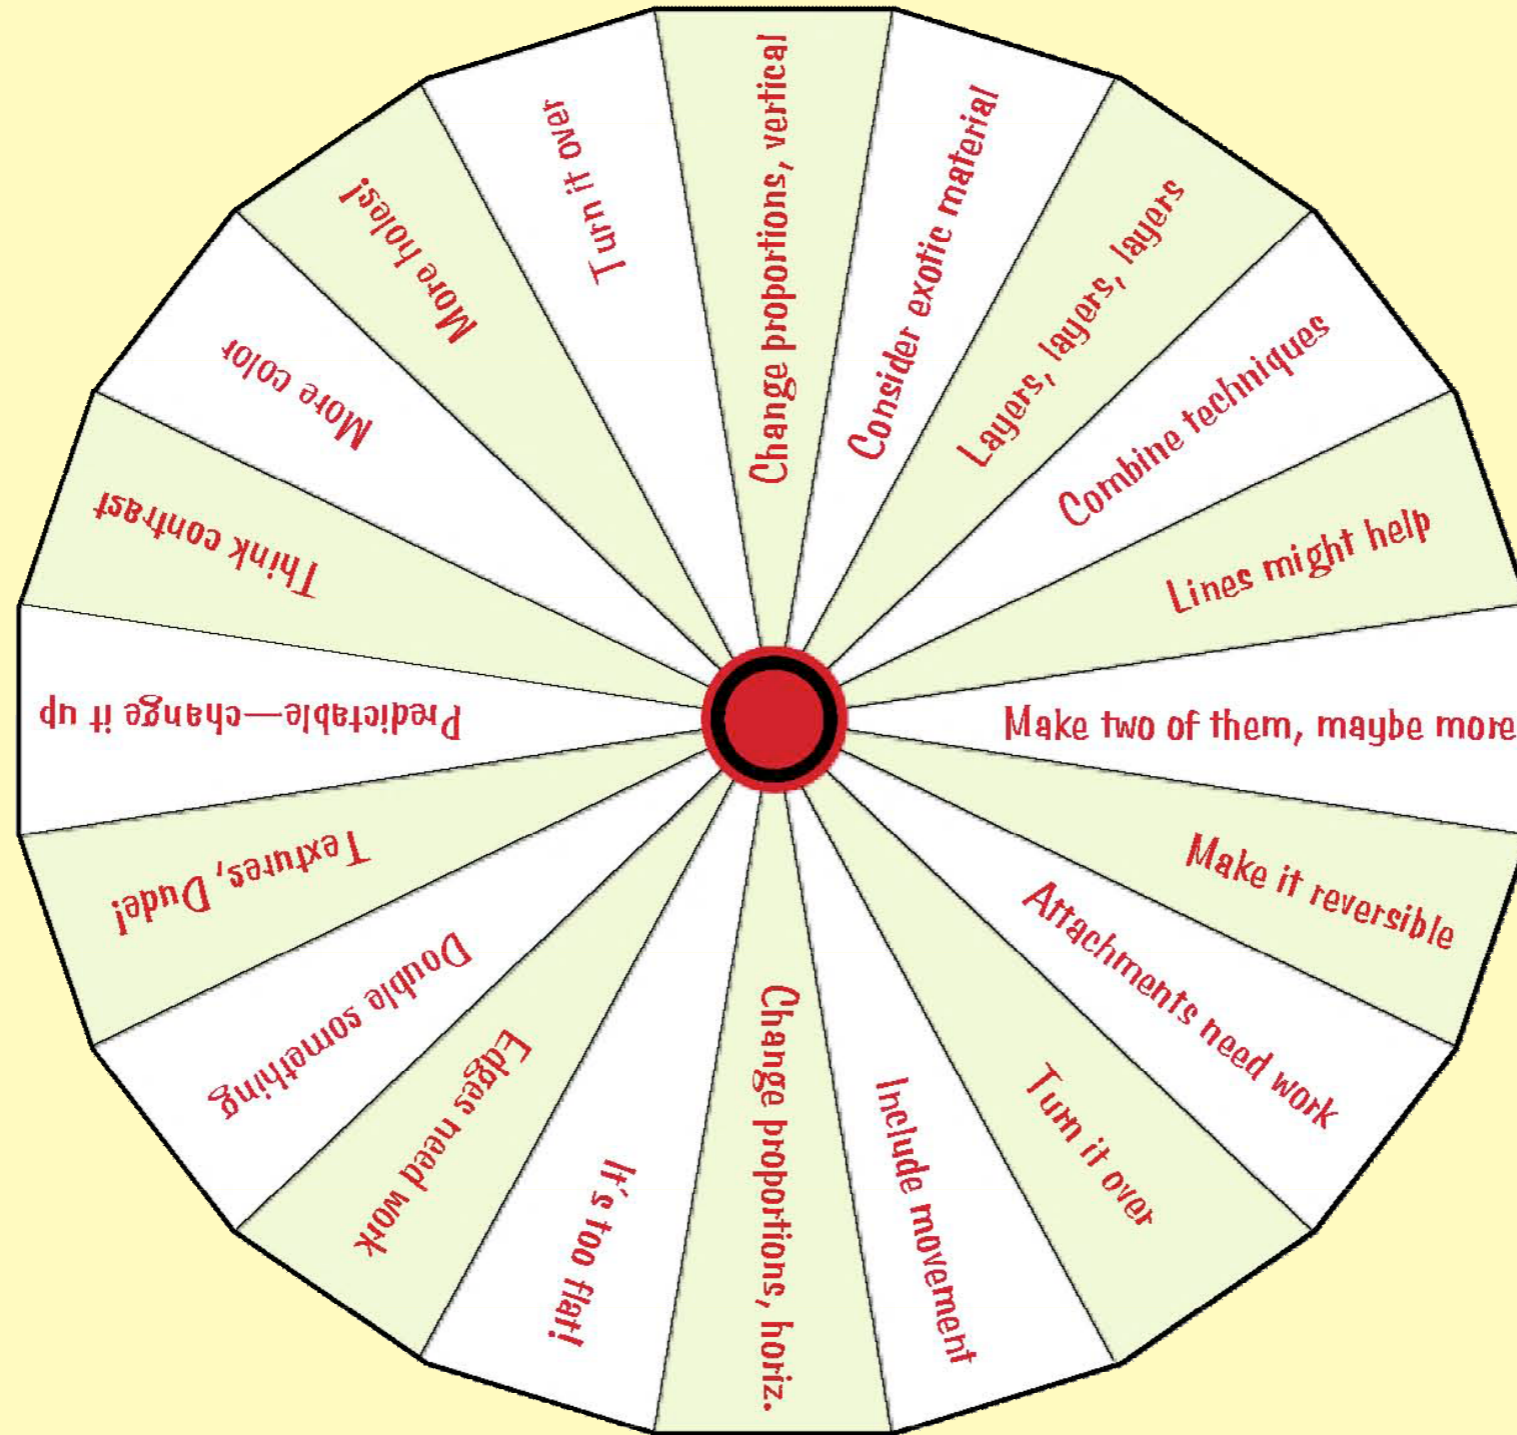 Change proportions, vertical
Consider exotic material
Layers, layers, layers
Combine techniques
Lines might help
Make two of them, maybe more
Make it reversible
Attachments need work
Turn it over
Include movement
Change proportions, horiz.
It's too flat!
Edges need work
Double something
Textures, Dude!
Predictable—change it up
Think contrast
More color
More holes!
Turn it over